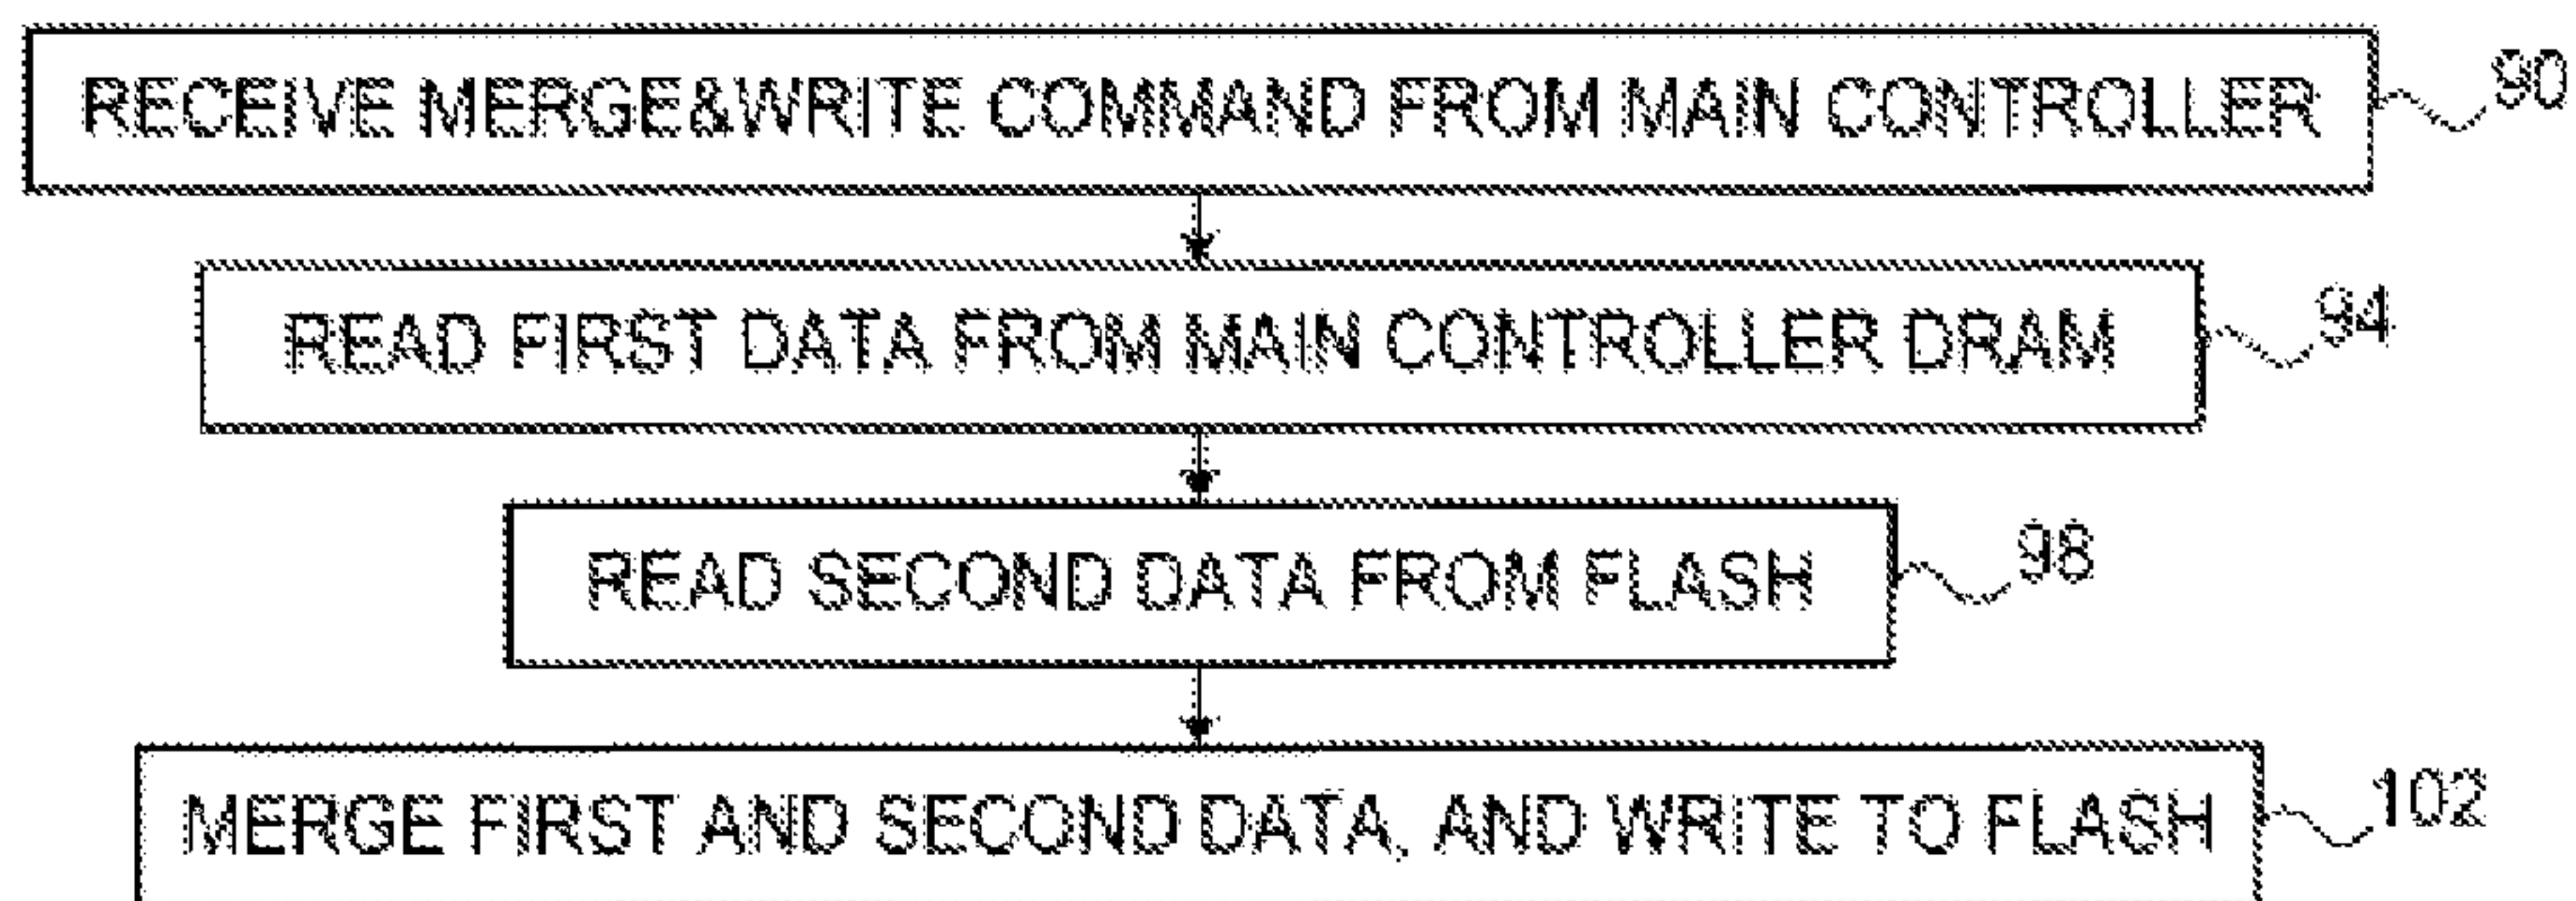 RECEIVE MERGE&WRITE COMMAND FROM MAIN CONTROLLER 90
READ FIRST DATA FROM MAIN CONTROLLER DRAM 94
READ SECOND DATA FROM FLASH 98
MERGE FIRST AND SECOND DATA, AND WRITE TO FLASH 102